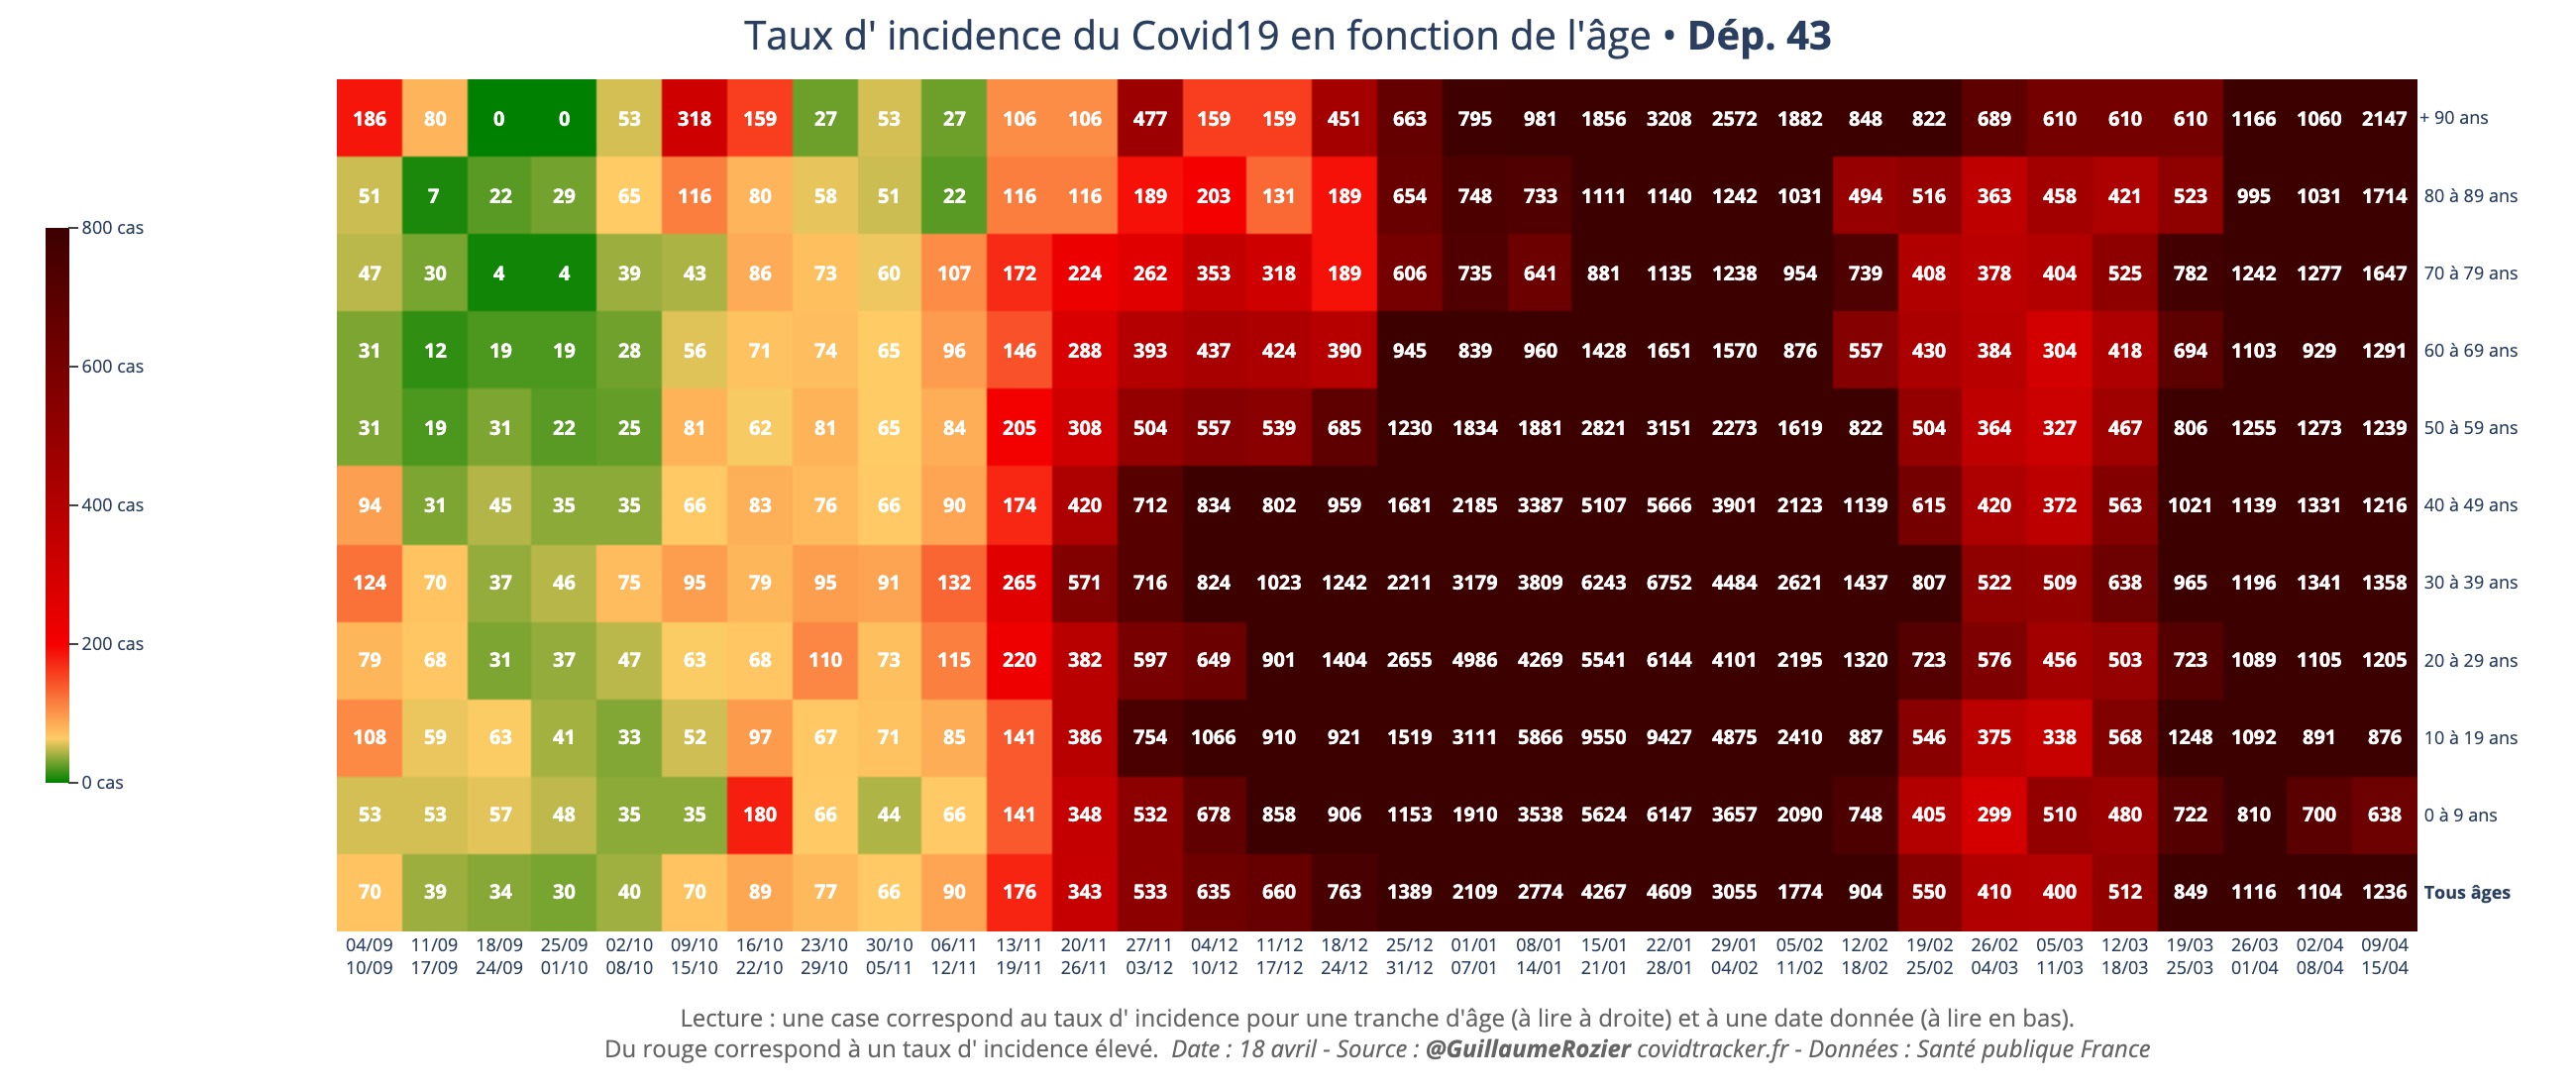 Taux d' incidence du Covid19 en fonction de l'âge • Dép. 43
186 80 0 0 53 318 159 27 53 27 106 106 477 159 159 451 663 795 981 1856 3208 2572 1882 848 822 689 610 610 610 1166 1060 2147 + 90 ans
51 7 22 29 65 116 80 58 51 22 116 116 189 203 131 189 654 748 733 1111 1140 1242 1031 494 516 363 458 421 523 995 1031 1714 80 à 89 ans
800 cas
47 30 4 4 39 43 86 73 60 107 172 224 262 353 318 189 606 735 641 881 1135 1238 954 739 408 378 404 525 782 1242 1277 1647 70 à 79 ans
31 12 19 19 28 56 71 74 65 96 146 288 393 437 424 390 945 839 960 1428 1651 1570 876 557 430 384 304 418 694 1103 929 1291 60 à 69 ans
600 cas
31 19 31 22 25 81 62 81 65 84 205 308 504 557 539 685 1230 1834 1881 2821 3151 2273 1619 822 504 364 327 467 806 1255 1273 1239 50 à 59 ans
400 cas
94 31 45 35 35 66 83 76 66 90 174 420 712 834 802 959 1681 2185 3387 5107 5666 3901 2123 1139 615 420 372 563 1021 1139 1331 1216 40 à 49 ans
124 70 37 46 75 95 79 95 91 132 265 571 716 824 1023 1242 2211 3179 3809 6243 6752 4484 2621 1437 807 522 509 638 965 1196 1341 1358 30 à 39 ans
200 cas
79 68 31 37 47 63 68 110 73 115 220 382 597 649 901 1404 2655 4986 4269 5541 6144 4101 2195 1320 723 576 456 503 723 1089 1105 1205 20 à 29 ans
108 59 63 41 33 52 97 67 71 85 141 386 754 1066 910 921 1519 3111 5866 9550 9427 4875 2410 887 546 375 338 568 1248 1092 891 876 10 à 19 ans
0 cas
53 53 57 48 35 35 180 66 44 66 141 348 532 678 858 906 1153 1910 3538 5624 6147 3657 2090 748 405 299 510 480 722 810 700 638 0 à 9 ans
70 39 34 30 40 70 89 77 66 90 176 343 533 635 660 763 1389 2109 2774 4267 4609 3055 1774 904 550 410 400 512 849 1116 1104 1236 Tous âges
04/09 11/09 18/09 25/09 02/10 09/10 16/10 23/10 30/10 06/11 13/11 20/11 27/11 04/12 11/12 18/12 25/12 01/01 08/01 15/01 22/01 29/01 05/02 12/02 19/02 26/02 05/03 12/03 19/03 26/03 02/04 09/04
10/09 17/09 24/09 01/10 08/10 15/10 22/10 29/10 05/11 12/11 19/11 26/11 03/12 10/12 17/12 24/12 31/12 07/01 14/01 21/01 28/01 04/02 11/02 18/02 25/02 04/03 11/03 18/03 25/03 01/04 08/04 15/04
Lecture : une case correspond au taux d' incidence pour une tranche d'âge (à lire à droite) et à une date donnée (à lire en bas).
Du rouge correspond à un taux d' incidence élevé. Date : 18 avril - Source : @GuillaumeRozier covidtracker.fr - Données : Santé publique France